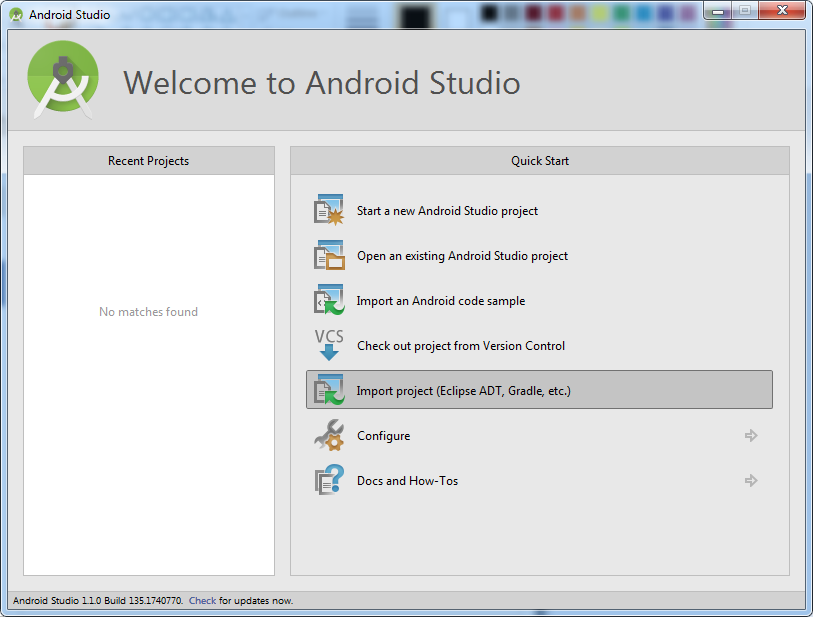 Android Studio
Welcome to Android Studio
Recent Projects
No matches found
Quick Start
Start a new Android Studio project
Open an existing Android Studio project
Import an Android code sample
VCS
Check out project from Version Control
Import project (Eclipse ADT, Gradle, etc.)
Configure
Docs and How-Tos
Android Studio 1.1.0 Build 135.1740770. Check for updates now.